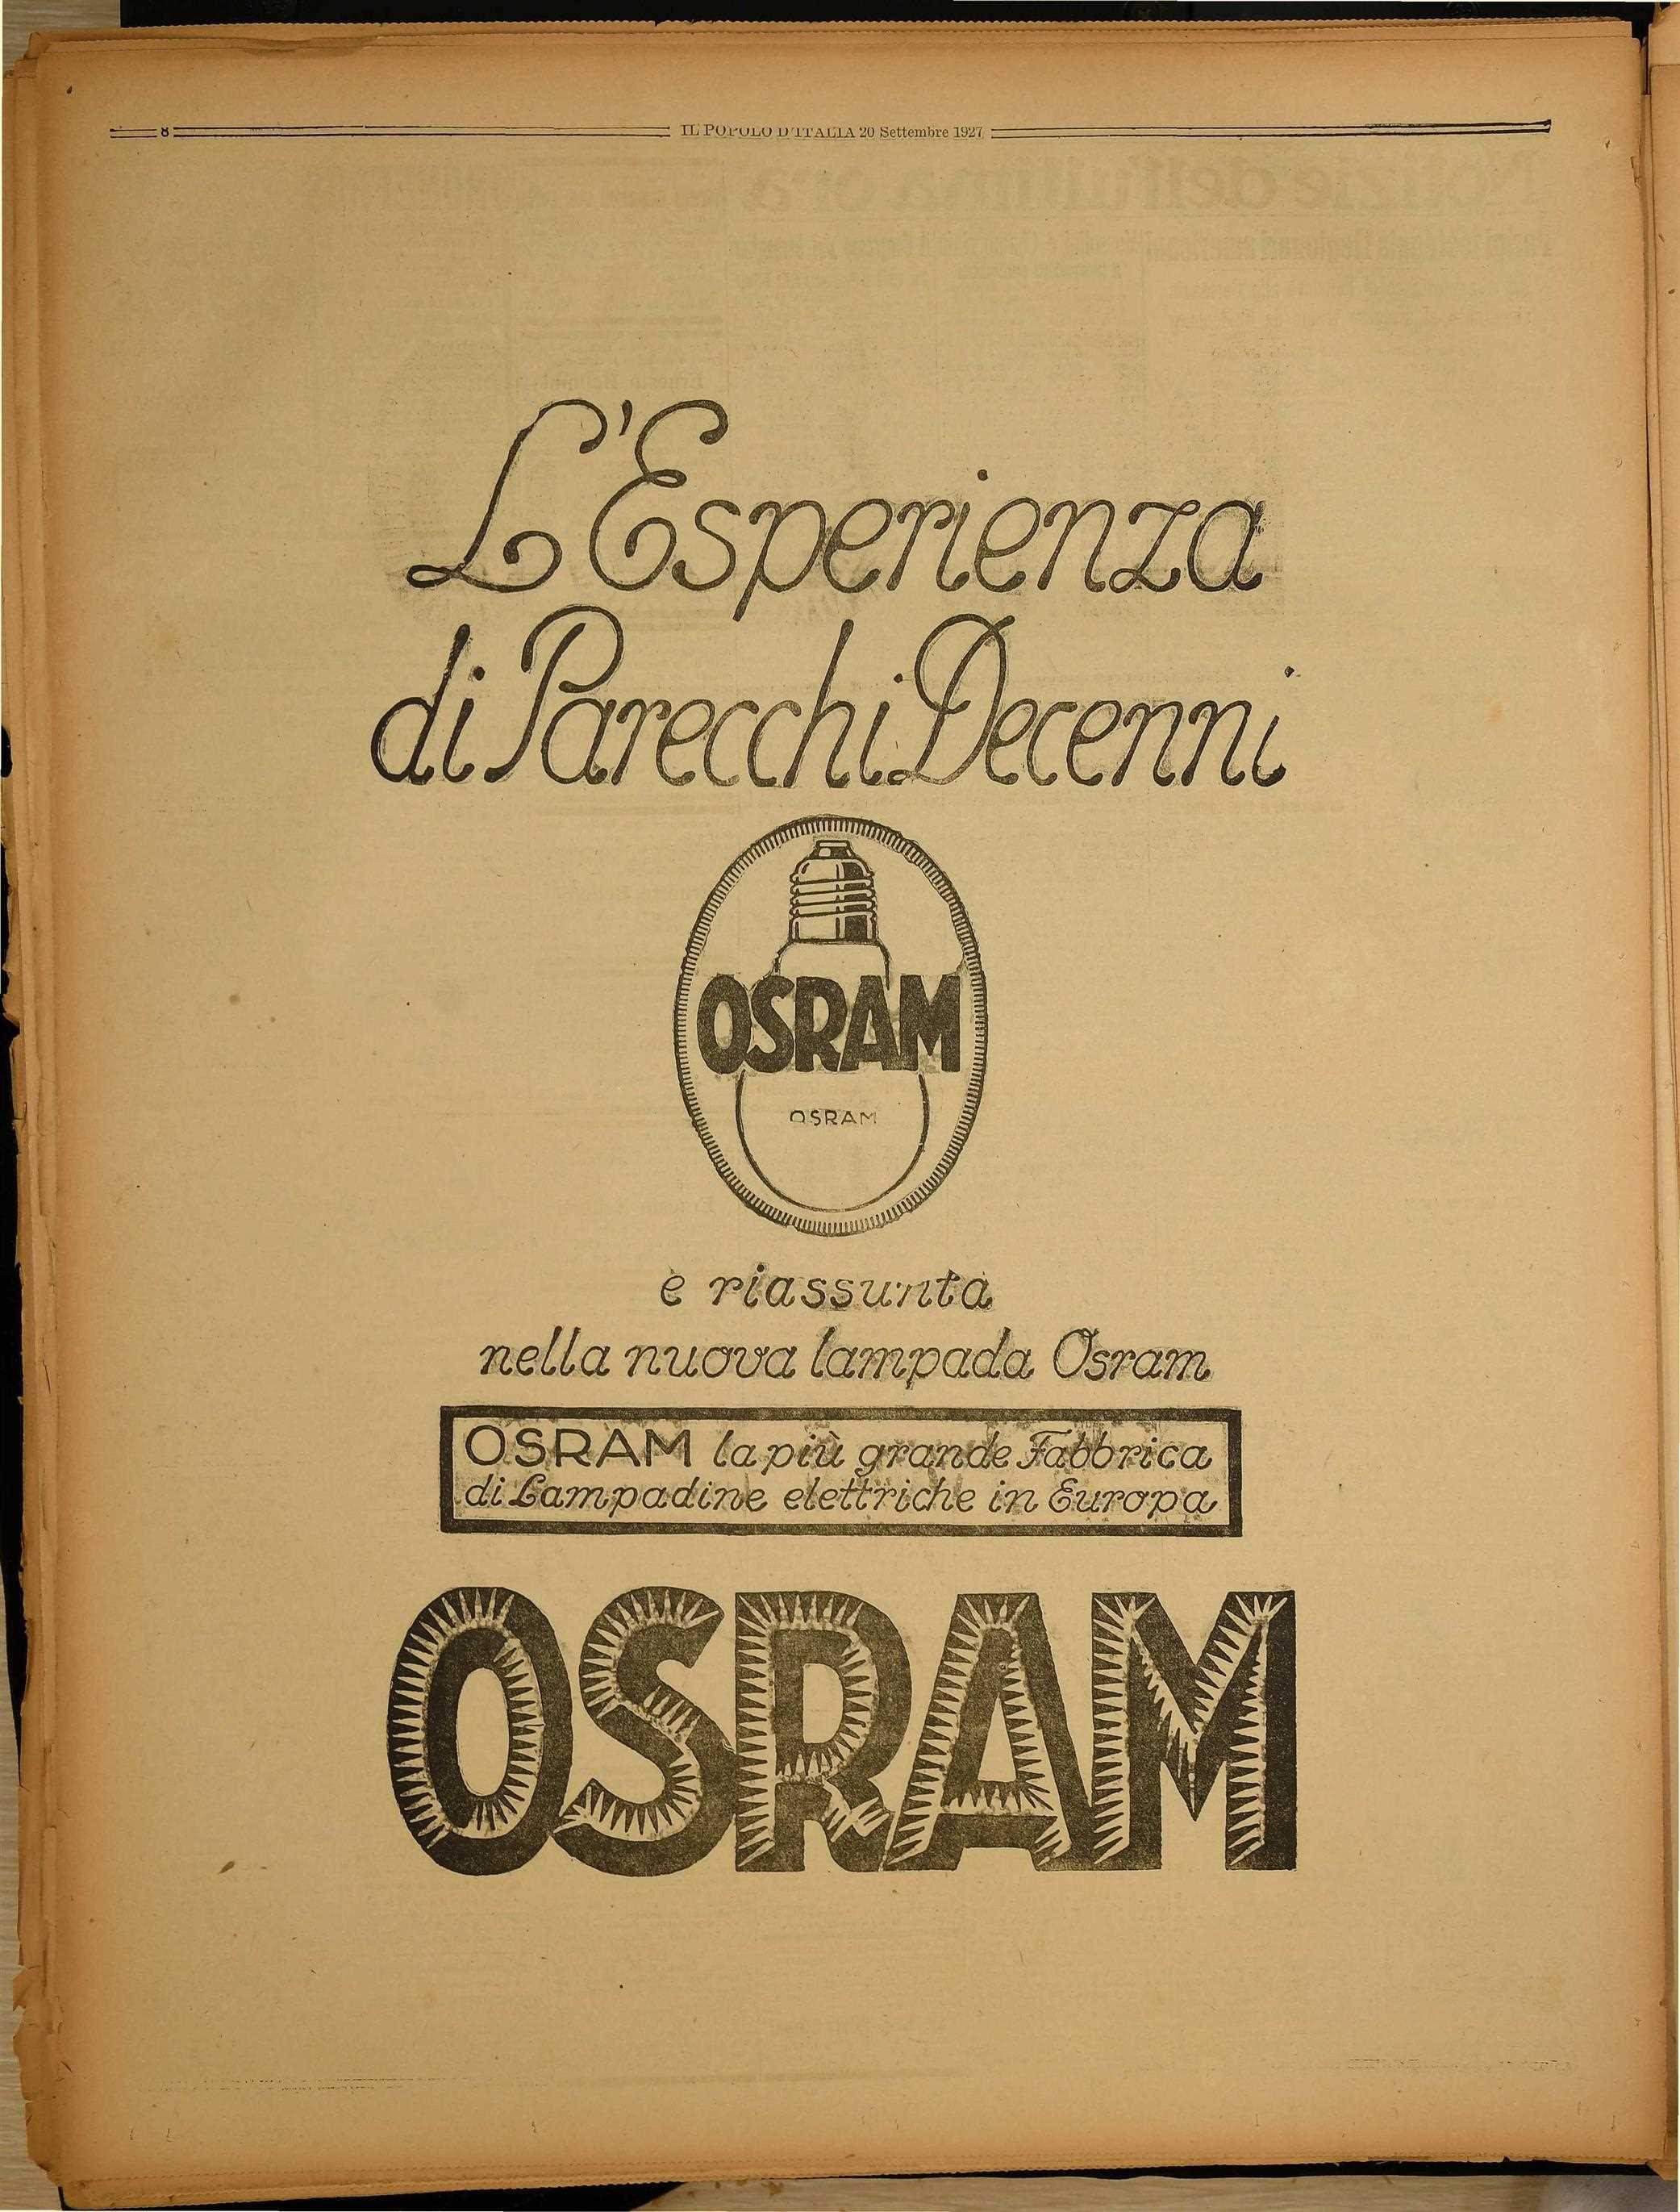 8
IL POPOLO D'ITALIA 20 Settembre 1927
L'Esperienza
di Parecchi Decenni
OSRAM
OSRAM
è riassunta
nella nuova lampada Osram
OSRAM la più grande Fabbrica
di Lampadine elettriche in Europa
OSRAM